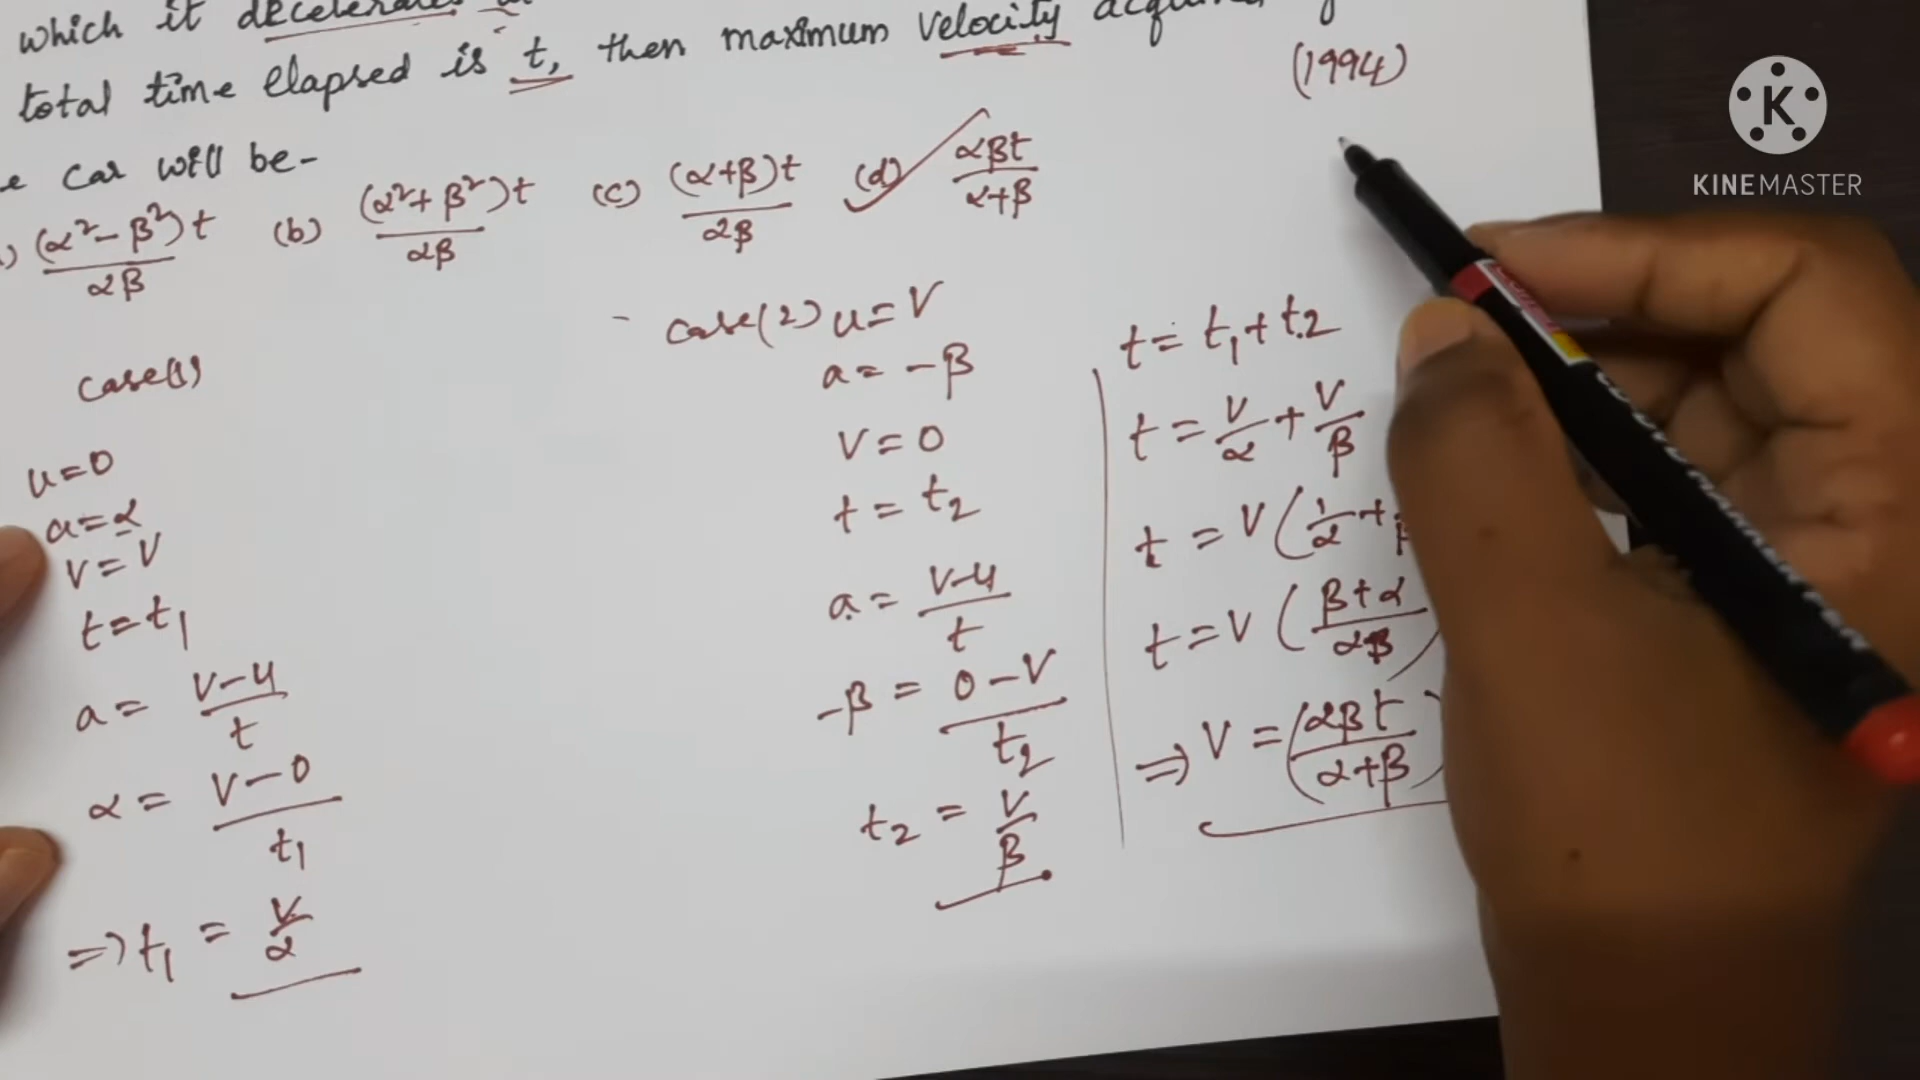 which it decelerates
total time elapsed is t, then maximum velocity
(1994)
car will be-
(α²-β²)t/αβ (b) (α²+β²)t/αβ (c) (α+β)t/αβ (d) αβt/α+β
case(1)
u=0
a=α
v=V
t=t₁
a= v-u/t
α= v-0/t₁
=> t₁ = v/α
case(2) u=V
a=-β
v=0
t=t₂
a= v-u/t
-β = 0-V/t₂
t₂ = v/β
t= t₁+t₂
t= v/α + v/β
t = v(1/α+
t=v(β+α/αβ)
=> v=(αβt/α+β)
K
KINEMASTER